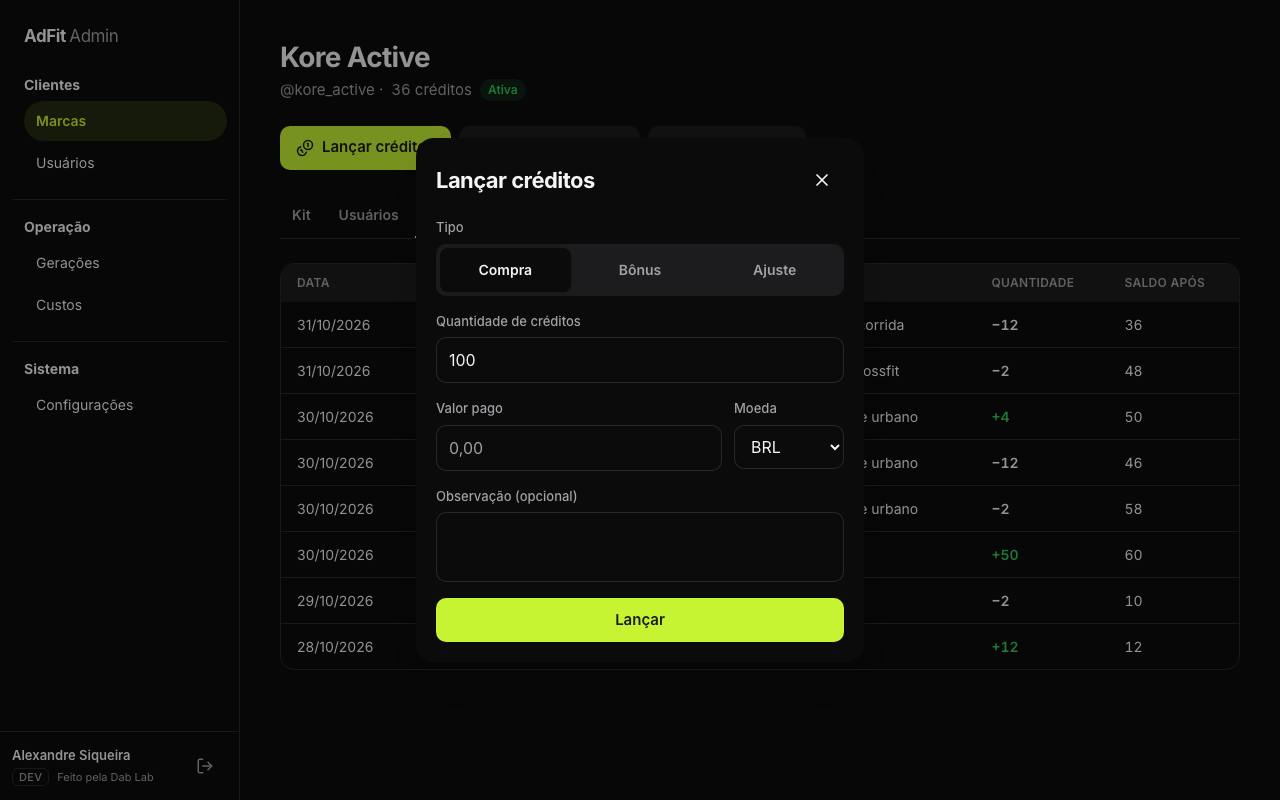 AdFit Admin
Clientes
Marcas
Usuários
Operação
Gerações
Custos
Sistema
Configurações
Alexandre Siqueira
DEV Feito pela Dab Lab
Kore Active
@kore_active · 36 créditos Ativa
Lançar crédit
Kit Usuários
DATA QUANTIDADE SALDO APÓS
31/10/2026 orrida −12 36
31/10/2026 ossfit −2 48
30/10/2026 urbano +4 50
30/10/2026 urbano −12 46
30/10/2026 urbano −2 58
30/10/2026 +50 60
29/10/2026 −2 10
28/10/2026 +12 12
Lançar créditos
Tipo
Compra Bônus Ajuste
Quantidade de créditos
100
Valor pago Moeda
0,00 BRL
Observação (opcional)
Lançar